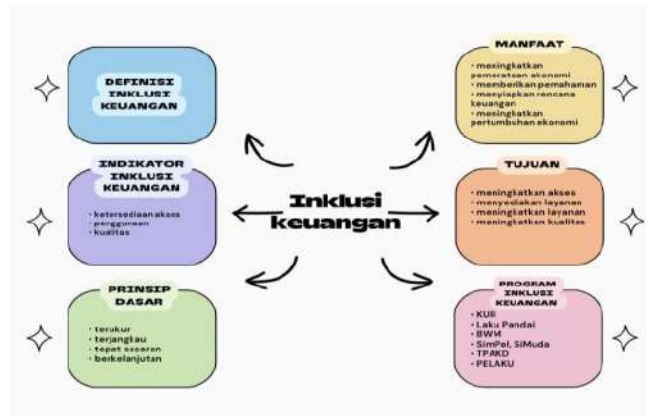 DEFINISI
INKLUSI
KEUANGAN
INDIKATOR
INKLUSI
KEUANGAN
• ketersediaan akses
• penggunaan
• kualitas
PRINSIP
DASAR
• terukur
• terjangkau
• tepat sasaran
• berkelanjutan
Inklusi
keuangan
MANFAAT
• meningkatkan
pemerataan ekonomi
• memberikan pemahaman
• menyiapkan rencana
keuangan
• meningkatkan
pertumbuhan ekonomi
TUJUAN
• meningkatkan akses
• menyediakan layanan
• meningkatkan layanan
• meningkatkan kualitas
PROGRAM
INKLUSI
KEUANGAN
• Laku Pandai
• BWM
• SimPel, SiMuda
• TPAKD
• PELAKU